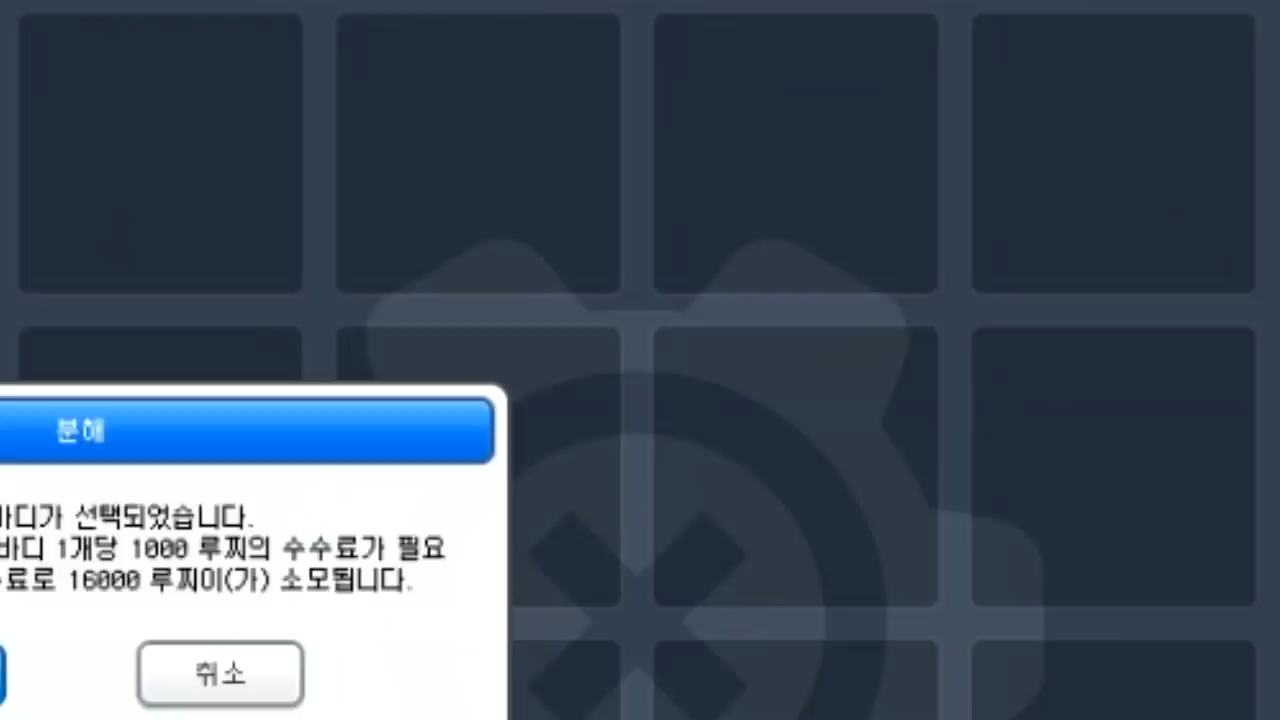 분해
바디가 선택되었습니다.
바디 1개당 1000 루찌의 수수료가 필요
료로 16000 루찌이(가) 소모됩니다.
취소